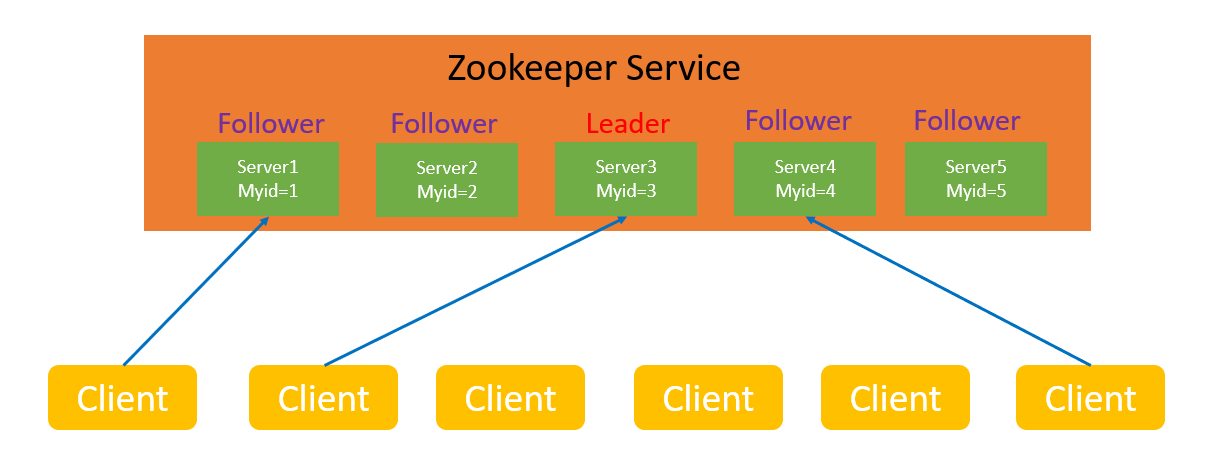 Zookeeper Service
Follower
Follower
Leader
Follower
Follower
Server1
Myid=1
Server2
Myid=2
Server3
Myid=3
Server4
Myid=4
Server5
Myid=5
Client
Client
Client
Client
Client
Client